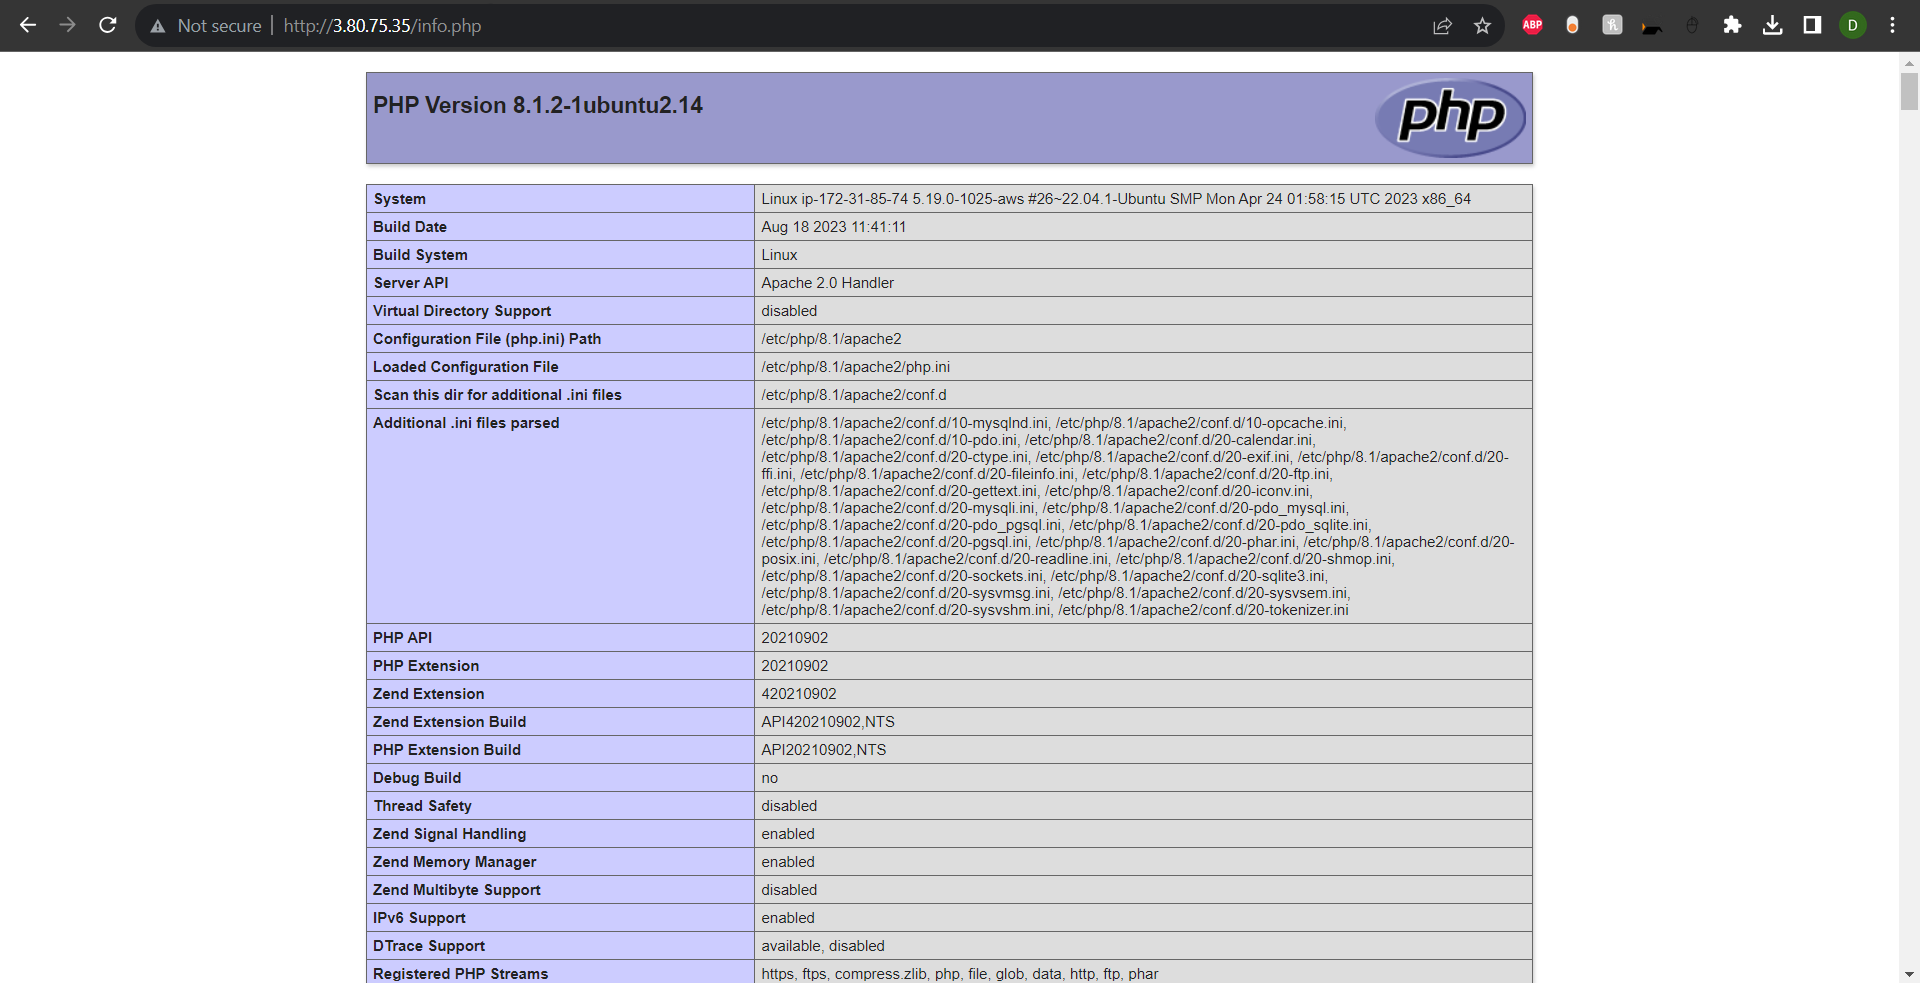 Not secure | http://3.80.75.35/info.php
ABP
D
PHP Version 8.1.2-1ubuntu2.14
php
System Linux ip-172-31-85-74 5.19.0-1025-aws #26~22.04.1-Ubuntu SMP Mon Apr 24 01:58:15 UTC 2023 x86_64
Build Date Aug 18 2023 11:41:11
Build System Linux
Server API Apache 2.0 Handler
Virtual Directory Support disabled
Configuration File (php.ini) Path /etc/php/8.1/apache2
Loaded Configuration File /etc/php/8.1/apache2/php.ini
Scan this dir for additional .ini files /etc/php/8.1/apache2/conf.d
Additional .ini files parsed /etc/php/8.1/apache2/conf.d/10-mysqlnd.ini, /etc/php/8.1/apache2/conf.d/10-opcache.ini,
/etc/php/8.1/apache2/conf.d/10-pdo.ini, /etc/php/8.1/apache2/conf.d/20-calendar.ini,
/etc/php/8.1/apache2/conf.d/20-ctype.ini, /etc/php/8.1/apache2/conf.d/20-exif.ini, /etc/php/8.1/apache2/conf.d/20-
ffi.ini, /etc/php/8.1/apache2/conf.d/20-fileinfo.ini, /etc/php/8.1/apache2/conf.d/20-ftp.ini,
/etc/php/8.1/apache2/conf.d/20-gettext.ini, /etc/php/8.1/apache2/conf.d/20-iconv.ini,
/etc/php/8.1/apache2/conf.d/20-mysqli.ini, /etc/php/8.1/apache2/conf.d/20-pdo_mysql.ini,
/etc/php/8.1/apache2/conf.d/20-pdo_pgsql.ini, /etc/php/8.1/apache2/conf.d/20-pdo_sqlite.ini,
/etc/php/8.1/apache2/conf.d/20-pgsql.ini, /etc/php/8.1/apache2/conf.d/20-phar.ini, /etc/php/8.1/apache2/conf.d/20-
posix.ini, /etc/php/8.1/apache2/conf.d/20-readline.ini, /etc/php/8.1/apache2/conf.d/20-shmop.ini,
/etc/php/8.1/apache2/conf.d/20-sockets.ini, /etc/php/8.1/apache2/conf.d/20-sqlite3.ini,
/etc/php/8.1/apache2/conf.d/20-sysvmsg.ini, /etc/php/8.1/apache2/conf.d/20-sysvsem.ini,
/etc/php/8.1/apache2/conf.d/20-sysvshm.ini, /etc/php/8.1/apache2/conf.d/20-tokenizer.ini
PHP API 20210902
PHP Extension 20210902
Zend Extension 420210902
Zend Extension Build API420210902,NTS
PHP Extension Build API20210902,NTS
Debug Build no
Thread Safety disabled
Zend Signal Handling enabled
Zend Memory Manager enabled
Zend Multibyte Support disabled
IPv6 Support enabled
DTrace Support available, disabled
Registered PHP Streams https, ftps, compress.zlib, php, file, glob, data, http, ftp, phar